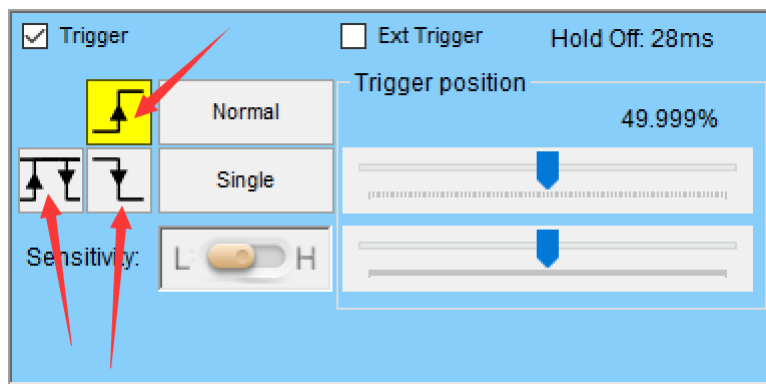 Trigger
Ext Trigger
Hold Off: 28ms
Trigger position
Normal
49.999%
Single
Sensitivity:
L
H